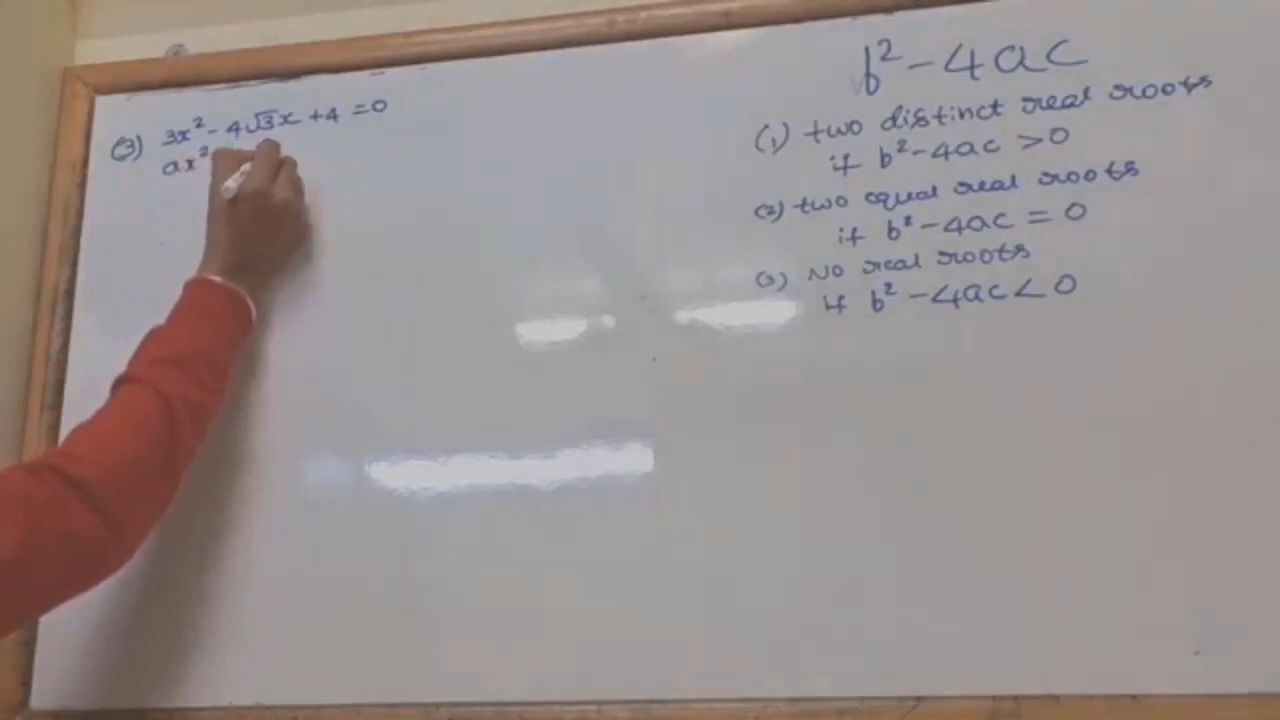 (3) 3x² - 4√3x + 4 = 0
ax²
b² - 4ac
(1) two distinct real roots
if b² - 4ac > 0
(2) two equal real roots
if b² - 4ac = 0
(3) No real roots
if b² - 4ac < 0